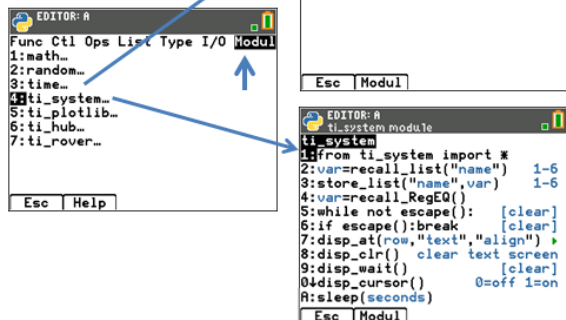 EDITOR: A
Func Ctl Ops List Type I/O Modul
1:math…
2:random…
3:time…
4:ti_system…
5:ti_plotlib…
6:ti_hub…
7:ti_rover…
Esc Help
Esc Modul
EDITOR: A
ti_system module
ti_system
1:from ti_system import *
2:var=recall_list("name") 1-6
3:store_list("name",var) 1-6
4:var=recall_RegEQ()
5:while not escape(): [clear]
6:if escape():break [clear]
7:disp_at(row,"text","align") ▸
8:disp_clr() clear text screen
9:disp_wait() [clear]
0↓disp_cursor() 0=off 1=on
A:sleep(seconds)
Esc Modul